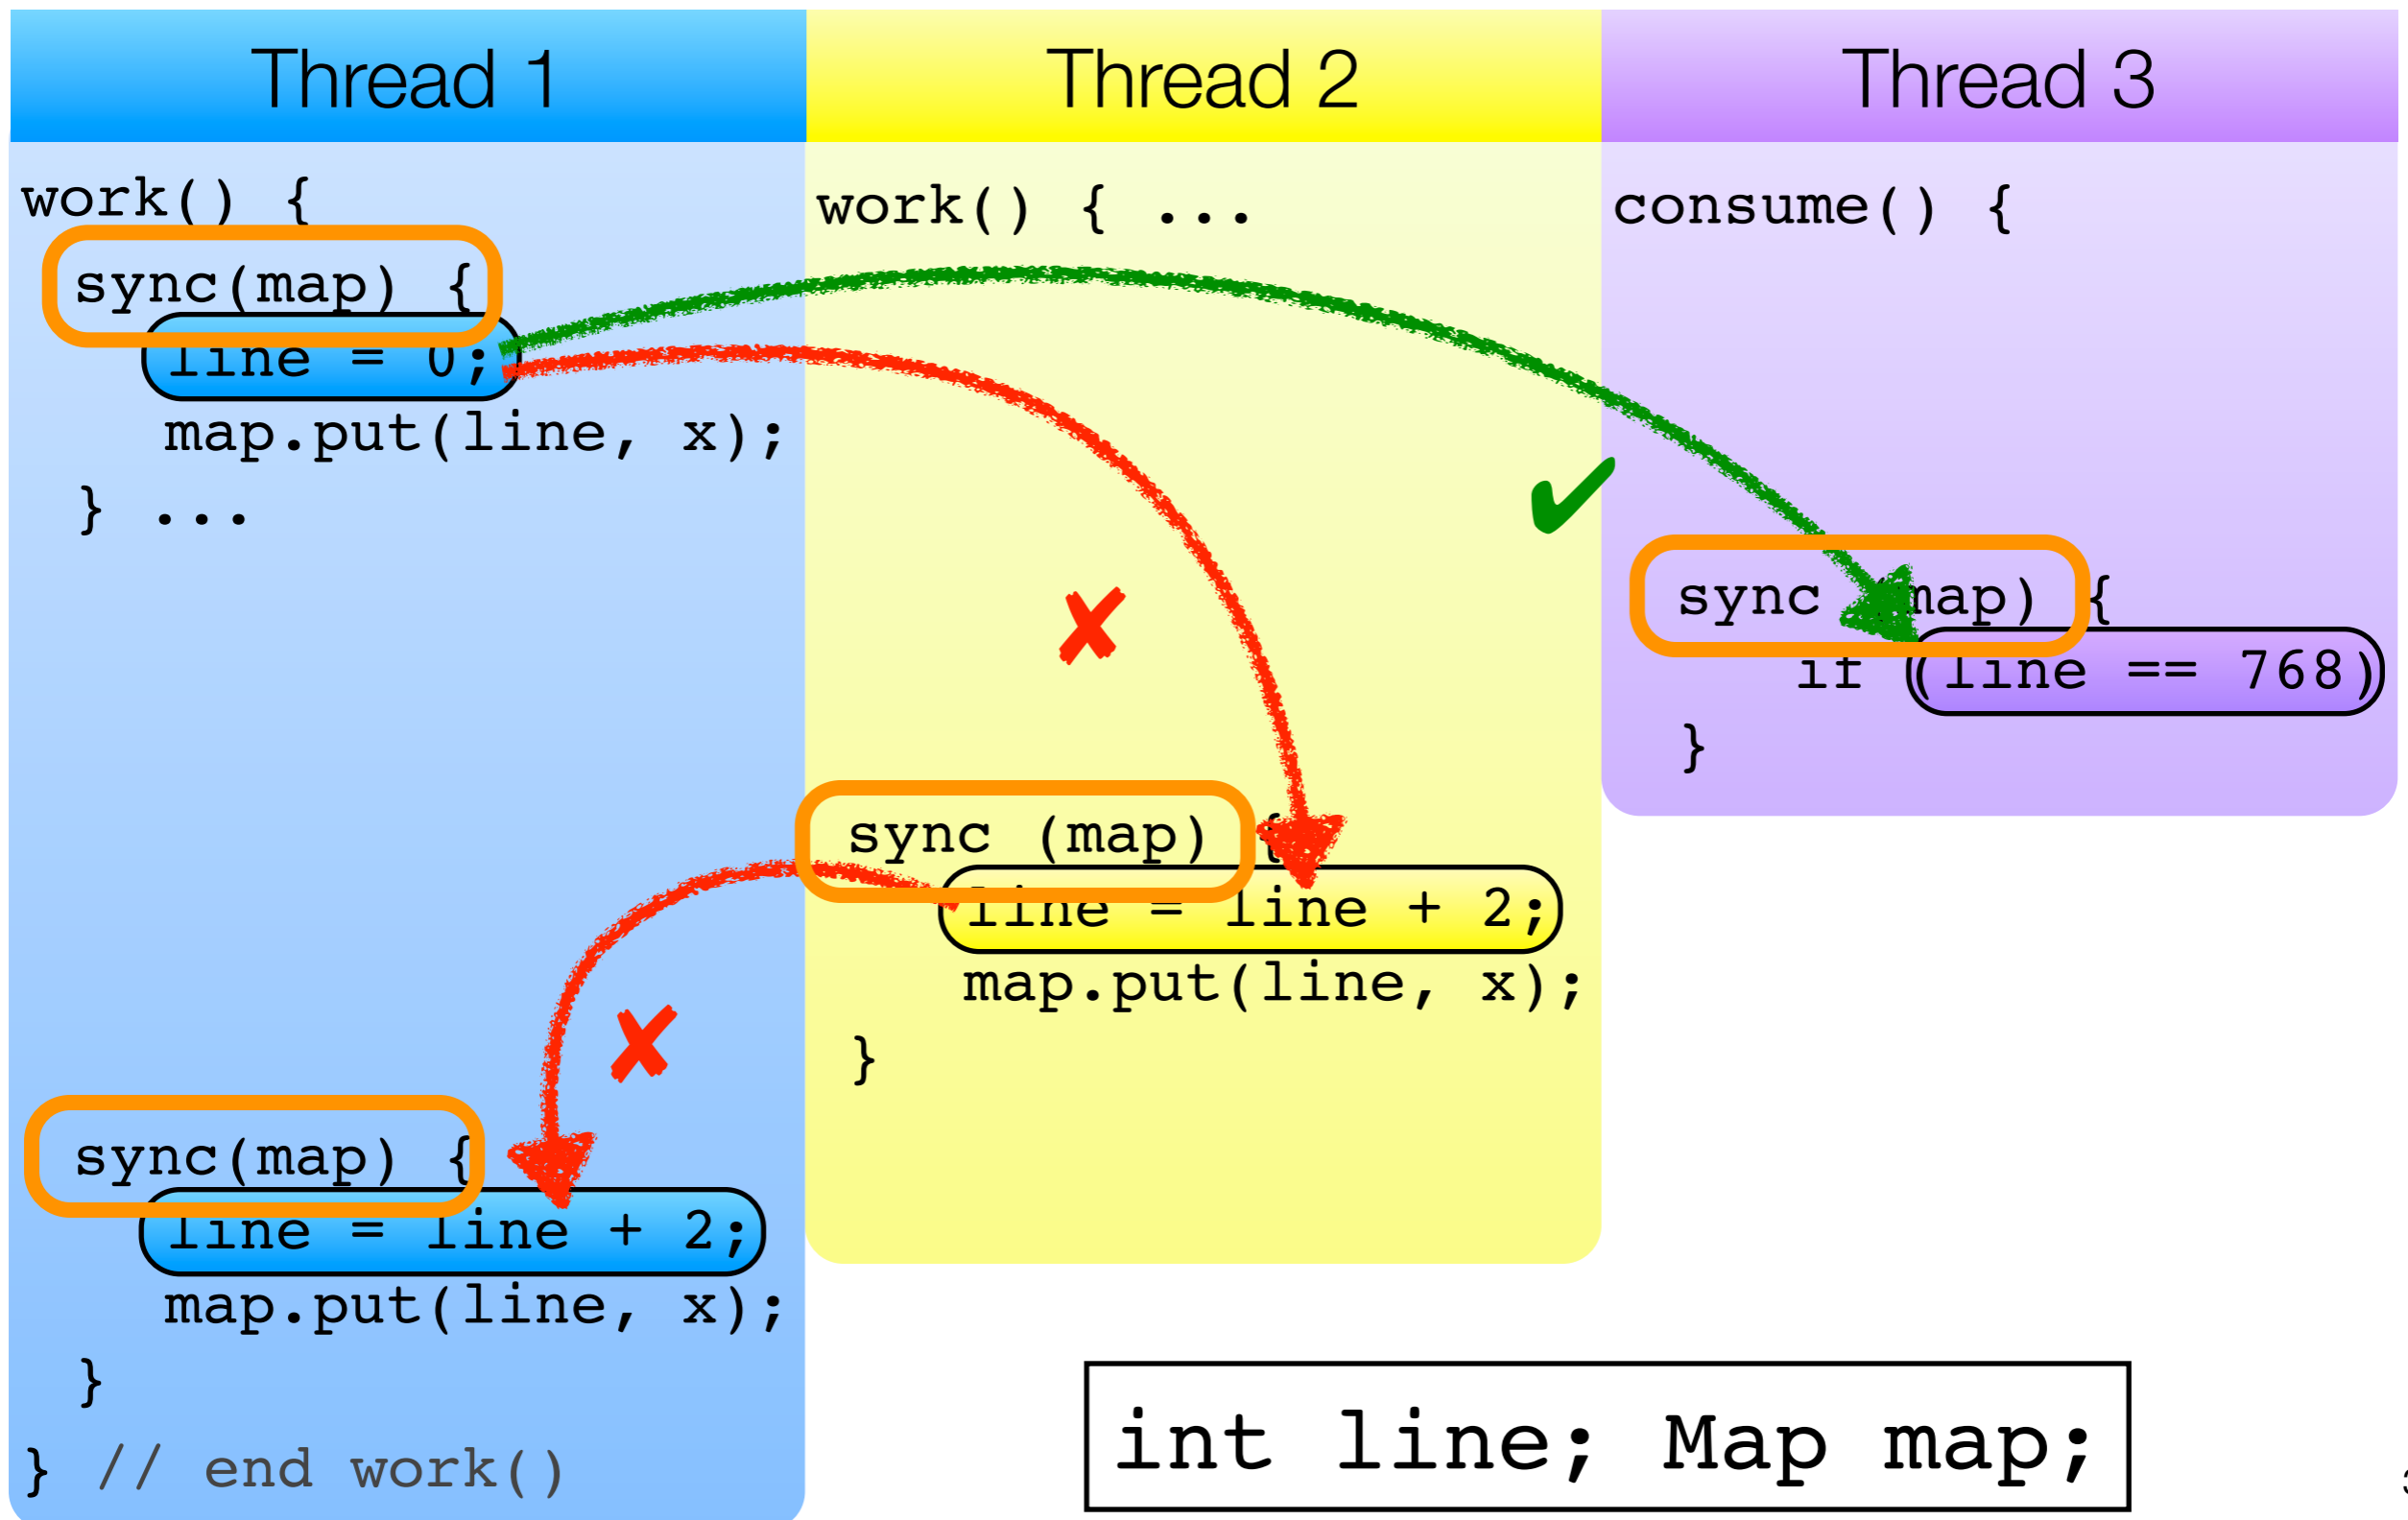 Thread 1
work() {
sync(map) {
line = 0;
map.put(line, x);
} ...
sync(map) {
line = line + 2;
map.put(line, x);
}
} // end work()
Thread 2
work() { ...
sync (map) {
line = line + 2;
map.put(line, x);
}
Thread 3
consume() {
sync (map) {
if (line == 768)
}
int line; Map map;